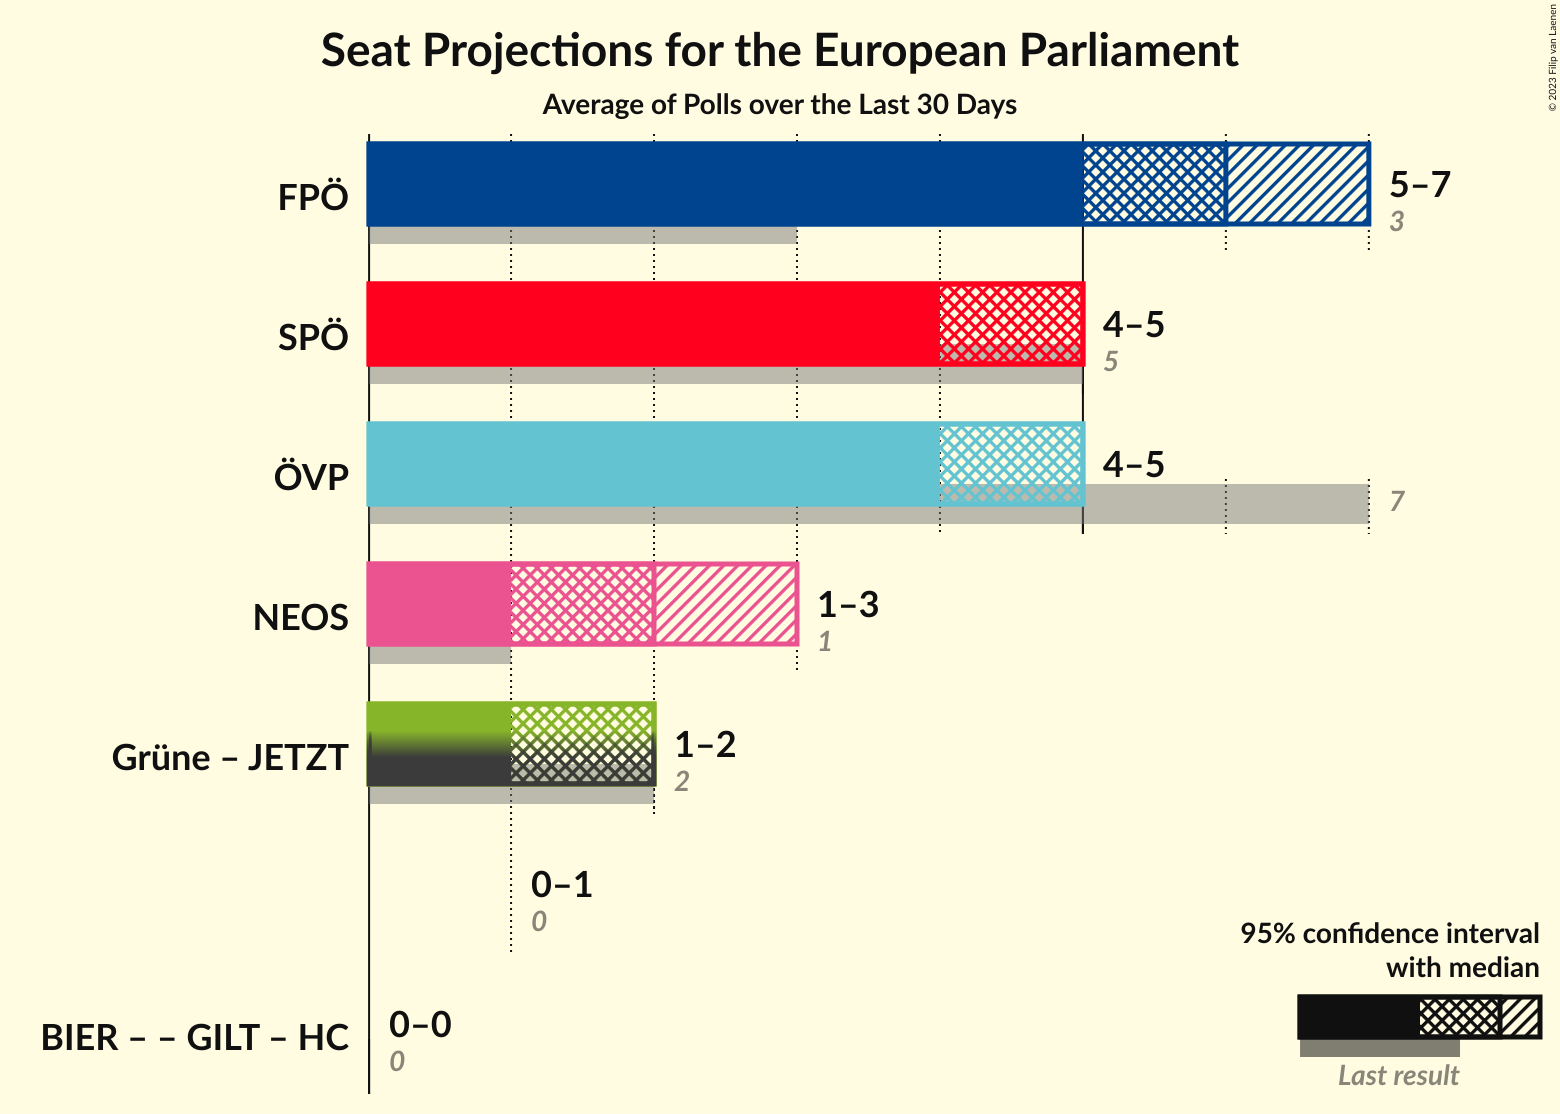 Seat Projections for the European Parliament
Average of Polls over the Last 30 Days
© 2023 Filip van Laenen
FPÖ
5–7
3
SPÖ
4–5
5
ÖVP
4–5
7
NEOS
1–3
1
Grüne – JETZT
1–2
2
0–1
0
BIER – – GILT – HC
0–0
0
95% confidence interval
with median
Last result